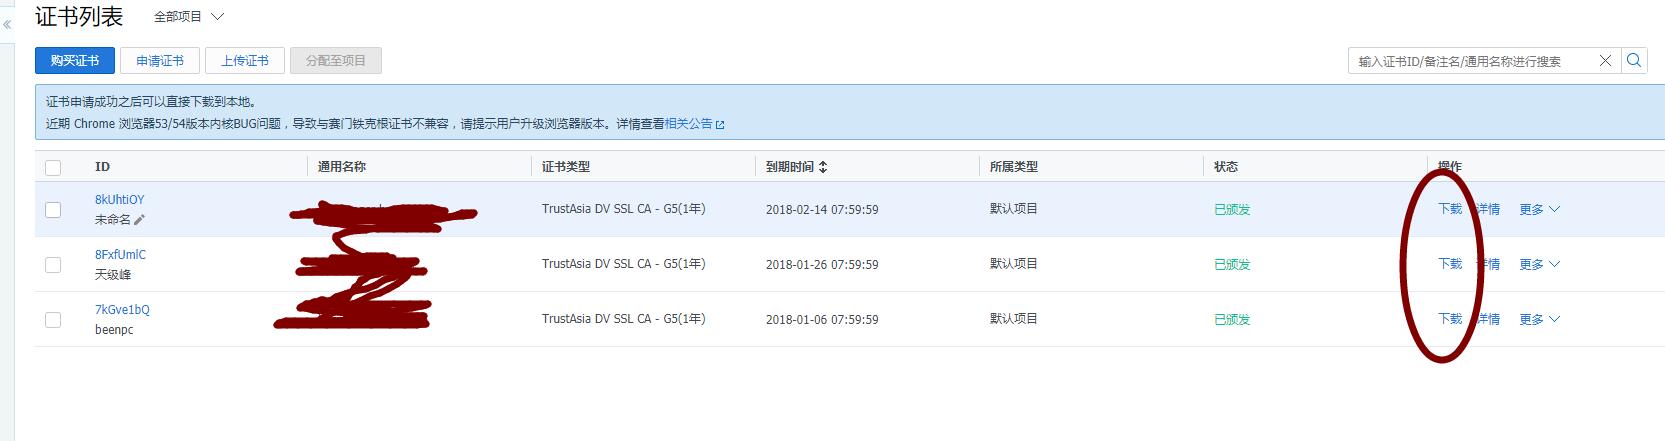 证书列表 全部项目
购买证书 申请证书 上传证书 分配至项目 输入证书ID/备注名/通用名称进行搜索
证书申请成功之后可以直接下载到本地。
近期 Chrome 浏览器53/54版本内核BUG问题，导致与赛门铁克根证书不兼容，请提示用户升级浏览器版本。详情查看相关公告
ID 通用名称 证书类型 到期时间 所属类型 状态 操作
8kUhtiOY
未命名 TrustAsia DV SSL CA - G5(1年) 2018-02-14 07:59:59 默认项目 已颁发 下载 详情 更多
8FxfUmlC
天级峰 TrustAsia DV SSL CA - G5(1年) 2018-01-26 07:59:59 默认项目 已颁发 下载 详情 更多
7kGve1bQ
beenpc TrustAsia DV SSL CA - G5(1年) 2018-01-06 07:59:59 默认项目 已颁发 下载 详情 更多